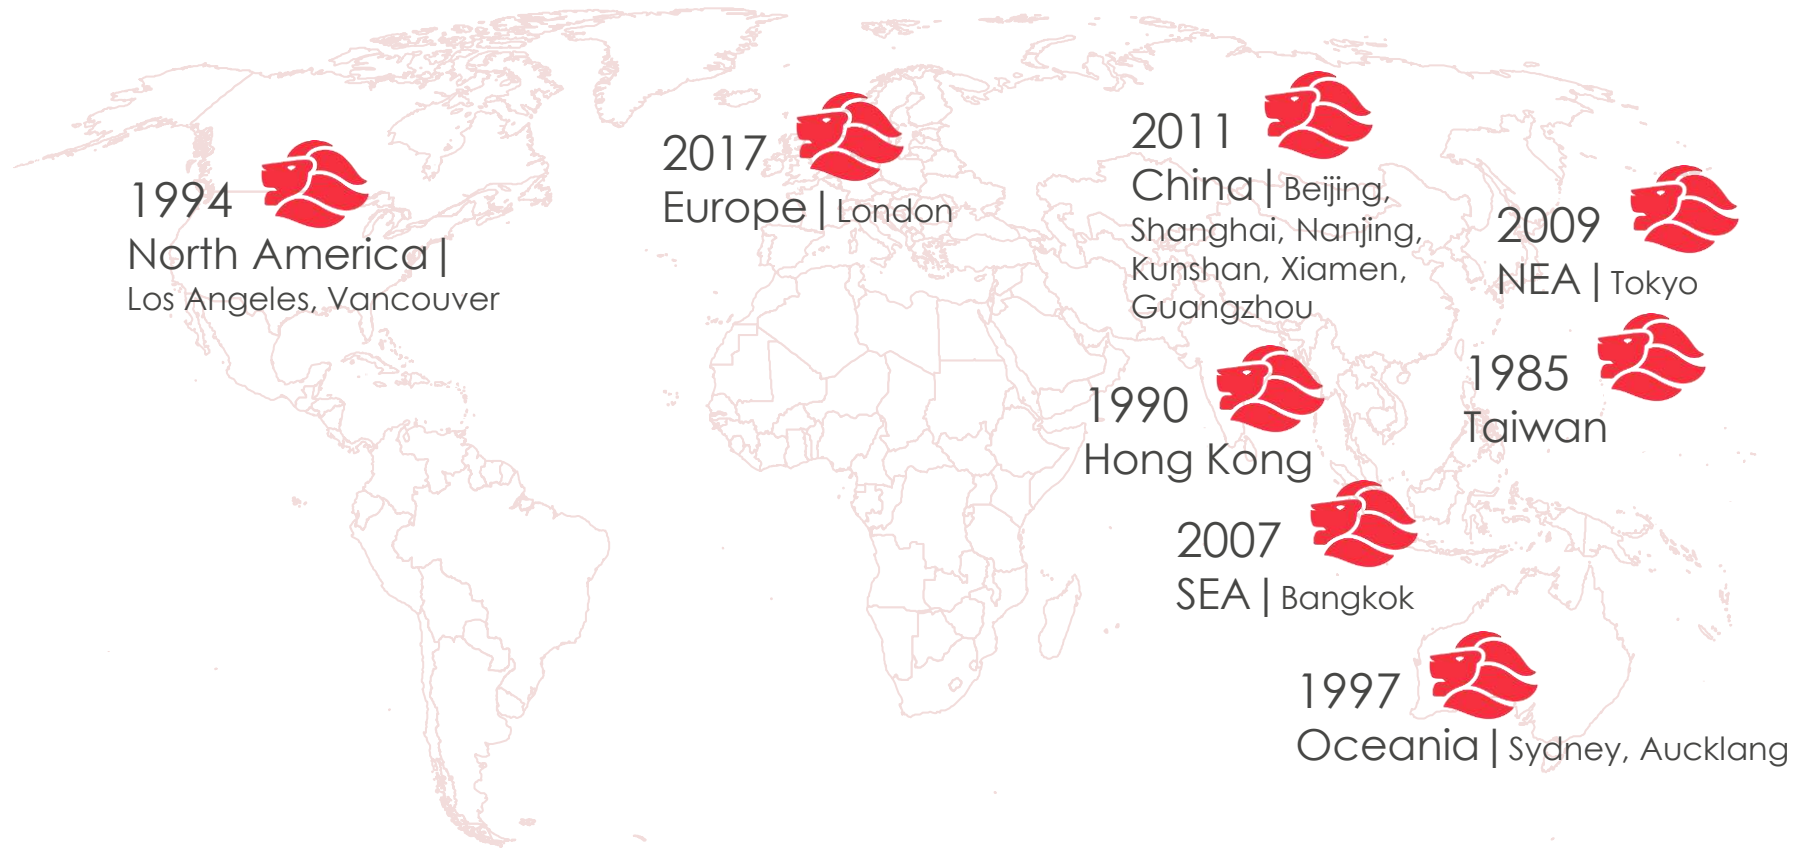 1994
North America|
Los Angeles, Vancouver
2017
Europe|London
2011
China|Beijing,
Shanghai, Nanjing,
Kunshan, Xiamen,
Guangzhou
2009
NEA|Tokyo
1985
Taiwan
1990
Hong Kong
2007
SEA|Bangkok
1997
Oceania|Sydney, Aucklang